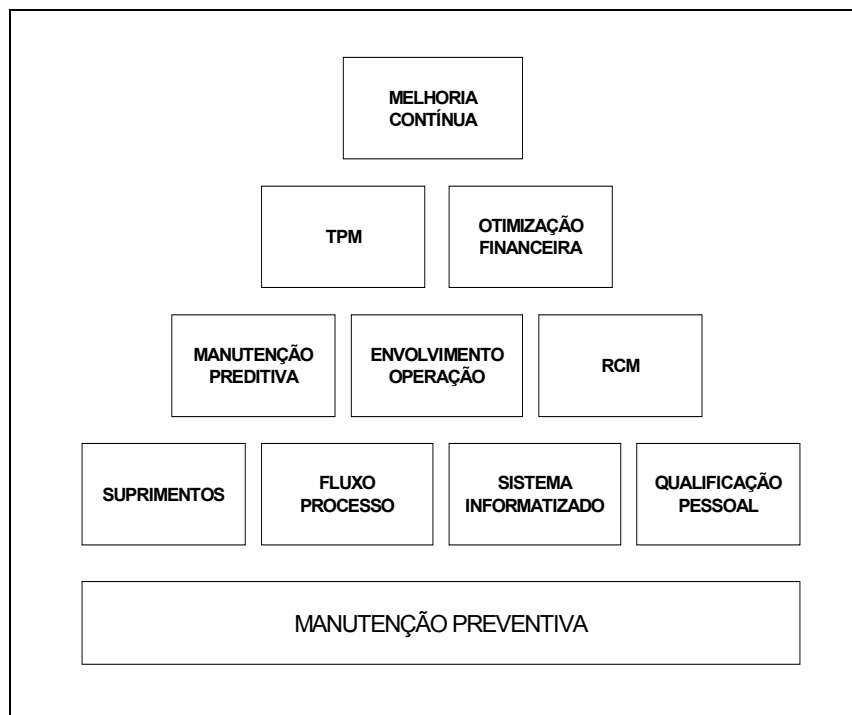 MELHORIA
CONTÍNUA
TPM
OTIMIZAÇÃO
FINANCEIRA
MANUTENÇÃO
PREDITIVA
ENVOLVIMENTO
OPERAÇÃO
RCM
SUPRIMENTOS
FLUXO
PROCESSO
SISTEMA
INFORMATIZADO
QUALIFICAÇÃO
PESSOAL
MANUTENÇÃO PREVENTIVA